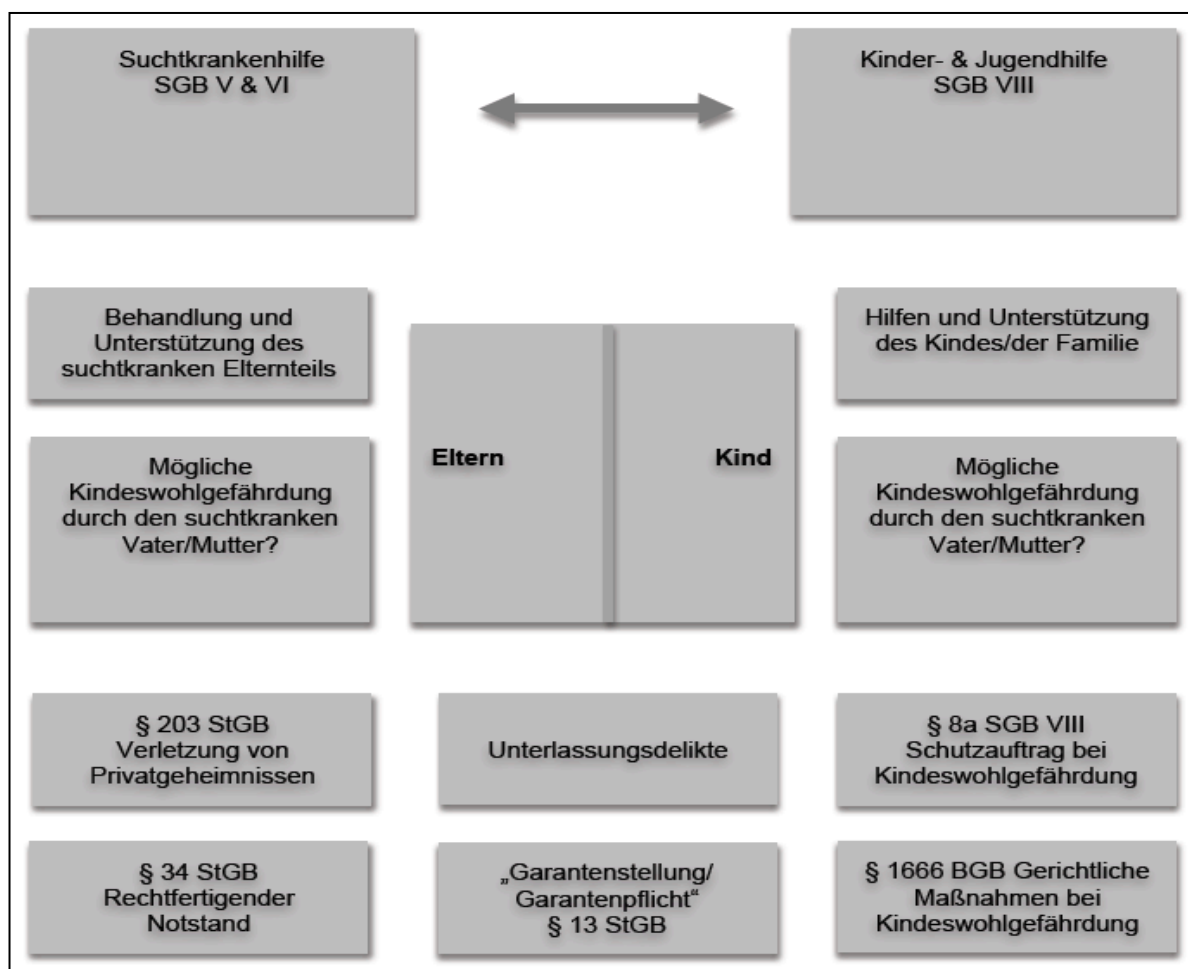 Suchtkrankenhilfe
SGB V & VI
Kinder- & Jugendhilfe
SGB VIII
Behandlung und
Unterstützung des
suchtkranken Elternteils
Hilfen und Unterstützung
des Kindes/der Familie
Eltern
Kind
Mögliche
Kindeswohlgefährdung
durch den suchtkranken
Vater/Mutter?
Mögliche
Kindeswohlgefährdung
durch den suchtkranken
Vater/Mutter?
§ 203 StGB
Verletzung von
Privatgeheimnissen
Unterlassungsdelikte
§ 8a SGB VIII
Schutzauftrag bei
Kindeswohlgefährdung
§ 34 StGB
Rechtfertigender
Notstand
„Garantenstellung/
Garantenpflicht“
§ 13 StGB
§ 1666 BGB Gerichtliche
Maßnahmen bei
Kindeswohlgefährdung